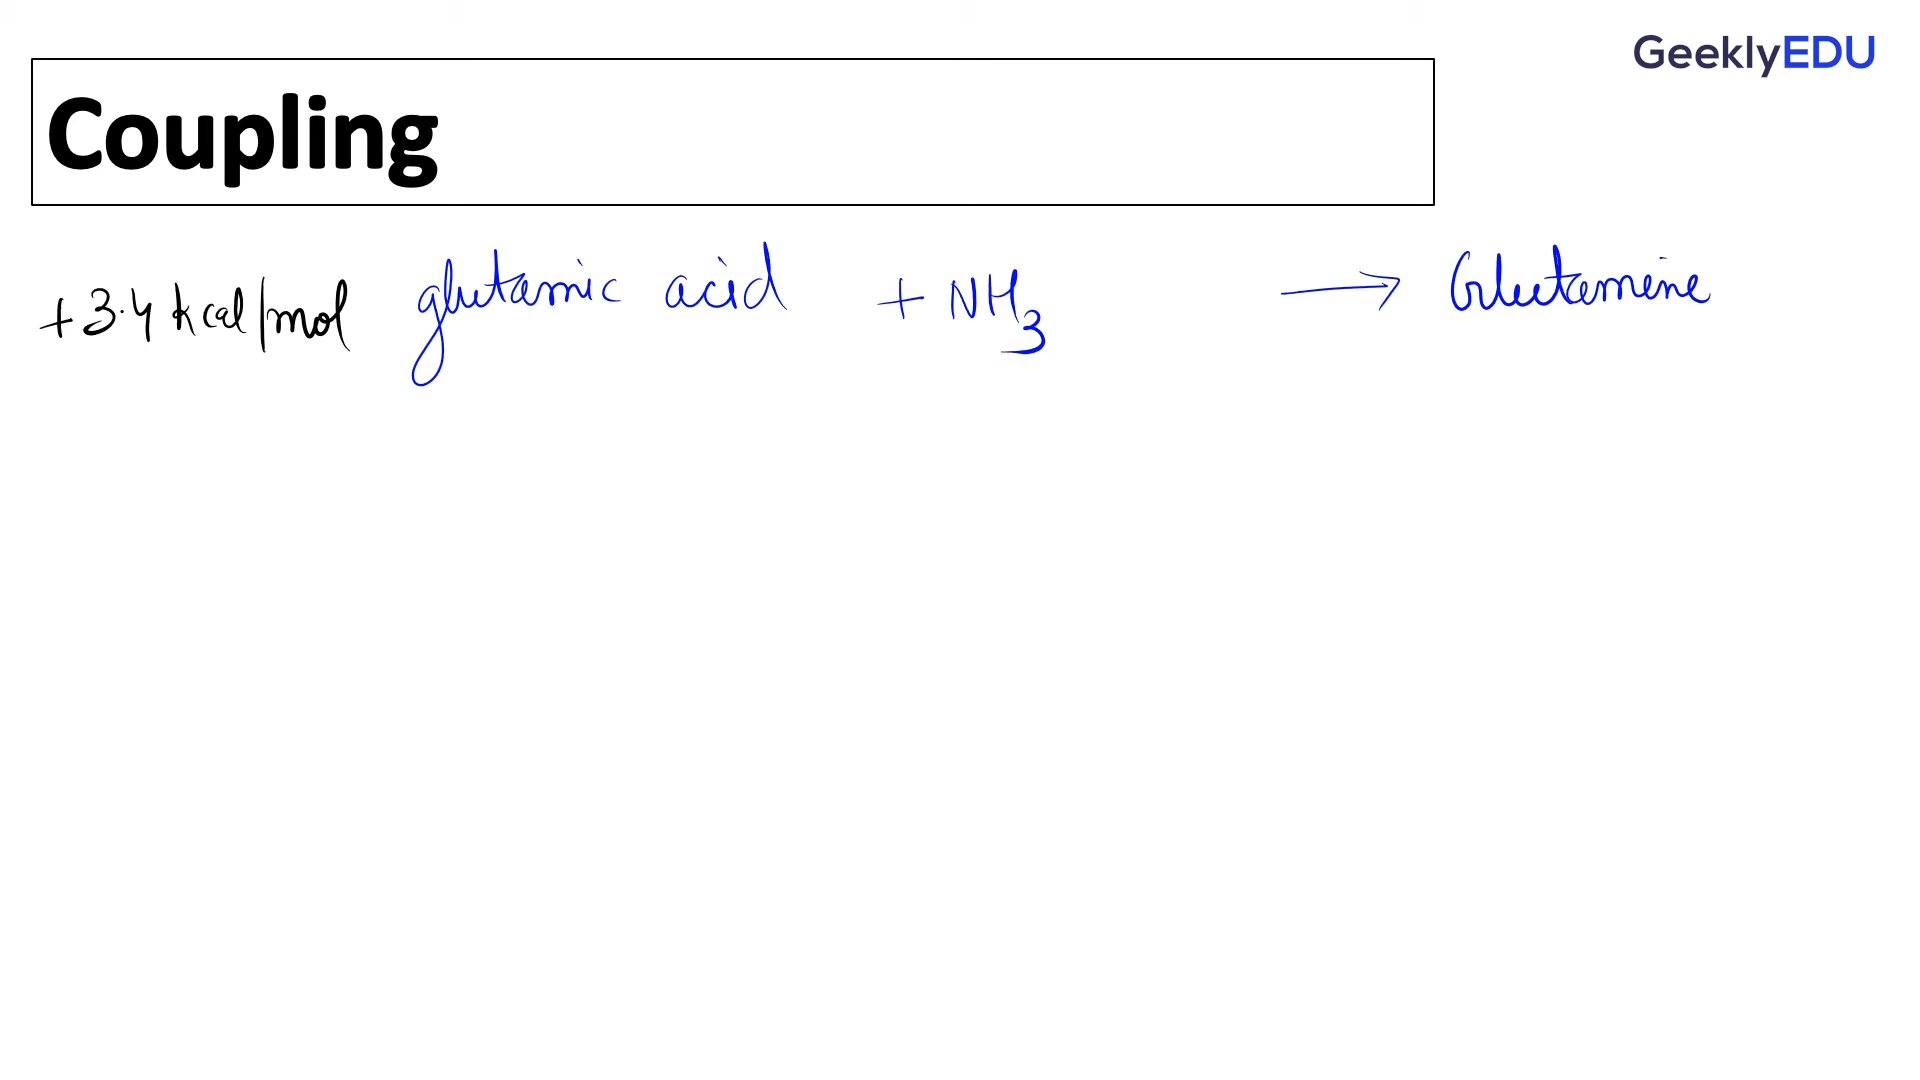 GeeklyEDU
Coupling
+3.4 kcal/mol glutamic acid + NH₃ → Glutamine